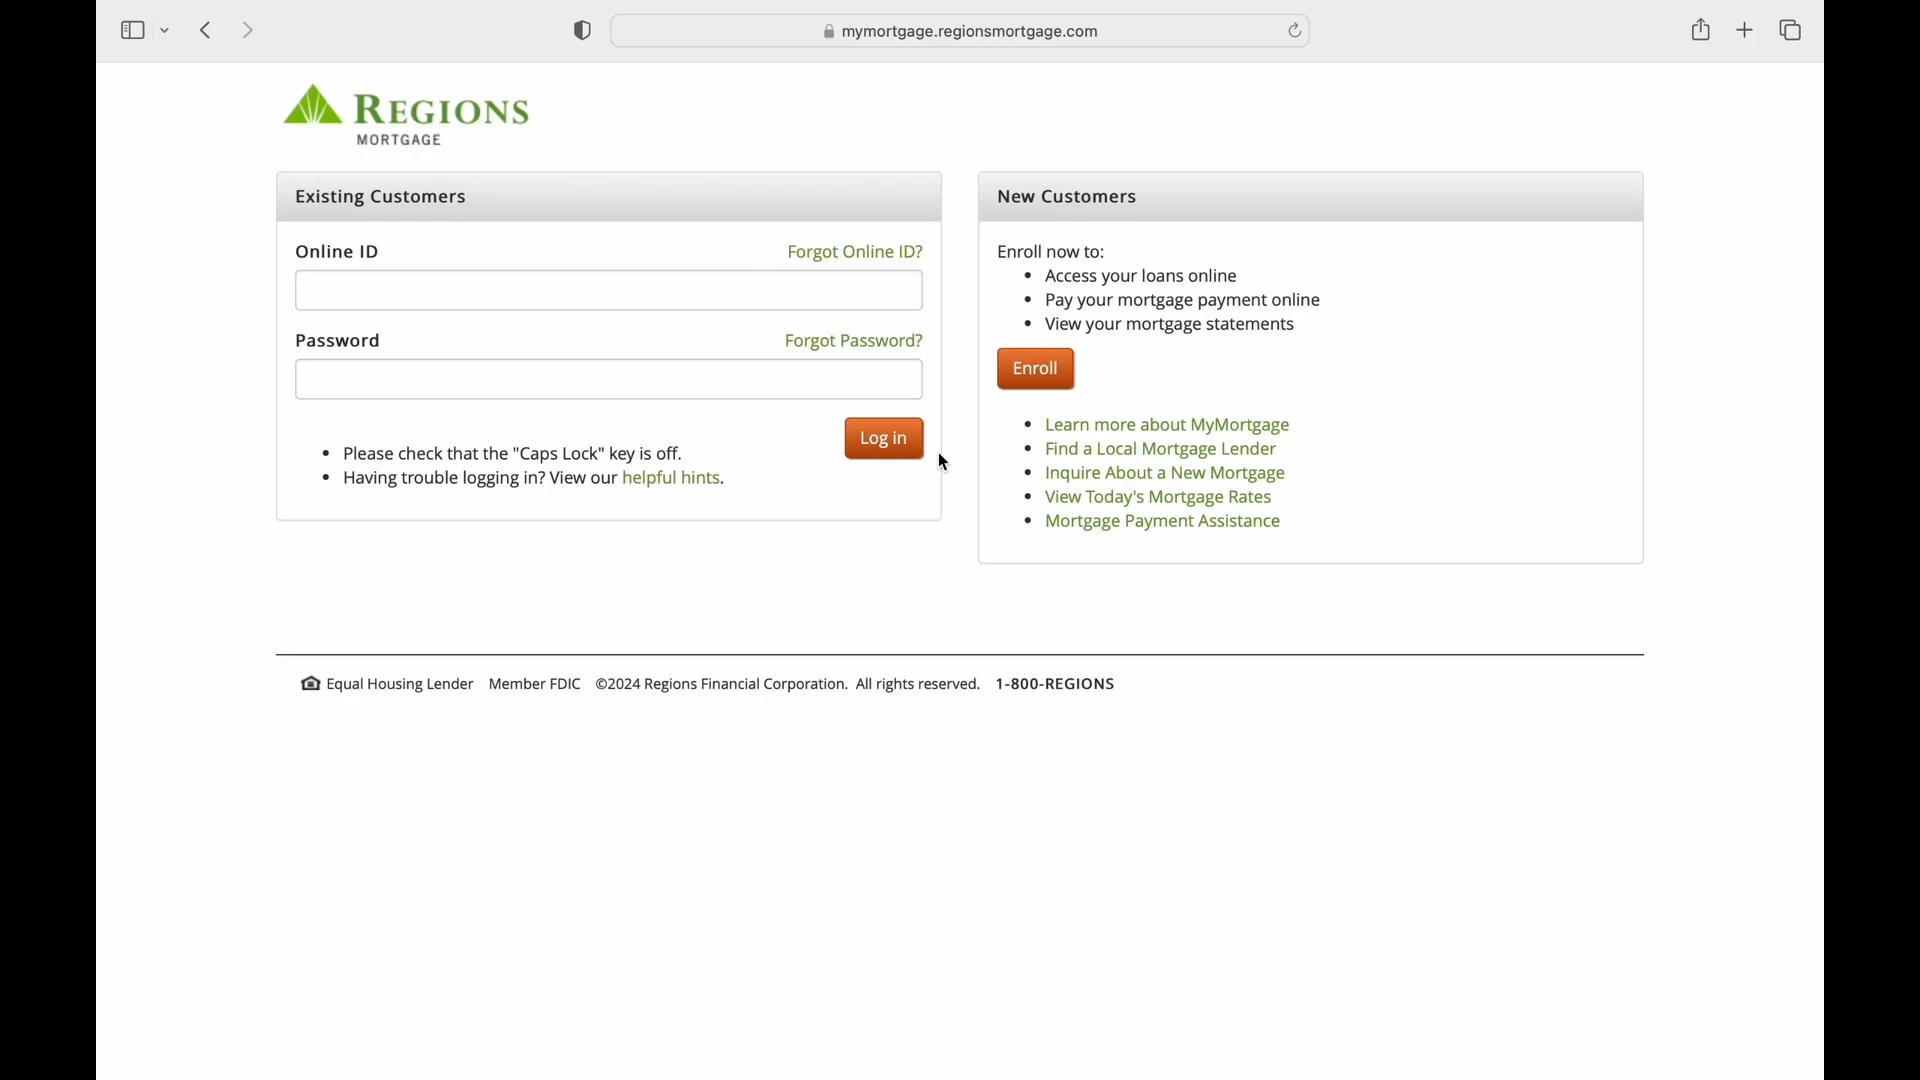 mymortgage.regionsmortgage.com
REGIONS
MORTGAGE
Existing Customers
Online ID
Forgot Online ID?
Password
Forgot Password?
Log in
Please check that the "Caps Lock" key is off.
Having trouble logging in? View our helpful hints.
New Customers
Enroll now to:
Access your loans online
Pay your mortgage payment online
View your mortgage statements
Enroll
Learn more about MyMortgage
Find a Local Mortgage Lender
Inquire About a New Mortgage
View Today's Mortgage Rates
Mortgage Payment Assistance
Equal Housing Lender Member FDIC ©2024 Regions Financial Corporation. All rights reserved. 1-800-REGIONS